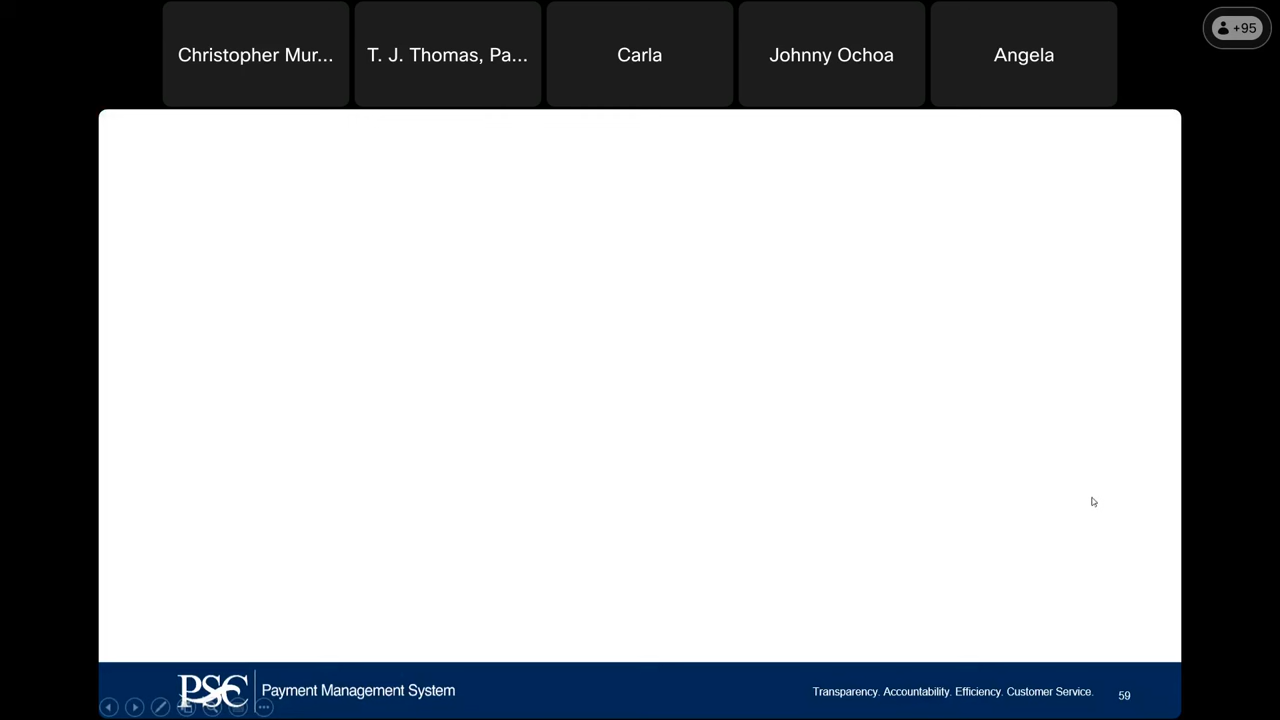 Christopher Mur...
T. J. Thomas, Pa...
Carla
Johnny Ochoa
Angela
+95
PSC
Payment Management System
Transparency. Accountability. Efficiency. Customer Service.
59